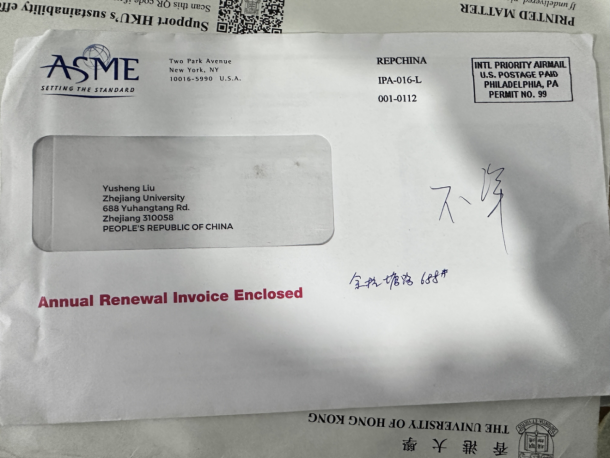 Support HKU's sustainability effo
Scan this QR code if
PRINTED MATTER
If undelivered
ASME
SETTING THE STANDARD
Two Park Avenue
New York, NY
10016-5990 U.S.A.
REPCHINA
IPA-016-L
001-0112
INTL PRIORITY AIRMAIL
U.S. POSTAGE PAID
PHILADELPHIA, PA
PERMIT NO. 99
Yusheng Liu
Zhejiang University
688 Yuhangtang Rd.
Zhejiang 310058
PEOPLE'S REPUBLIC OF CHINA
不详
余杭塘路 688#
Annual Renewal Invoice Enclosed
THE UNIVERSITY OF HONG KONG
香港大學